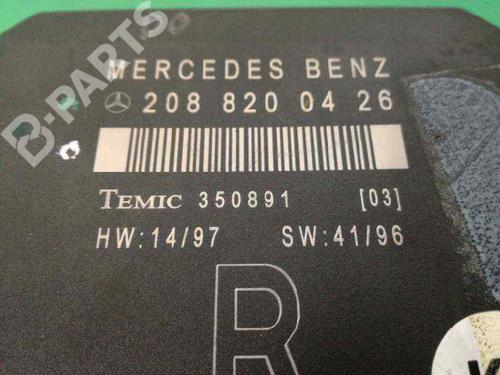 B-PARTS
MERCEDES BENZ
208 820 04 26
TEMIC 350891 [03]
HW:14/97 SW:41/96
R